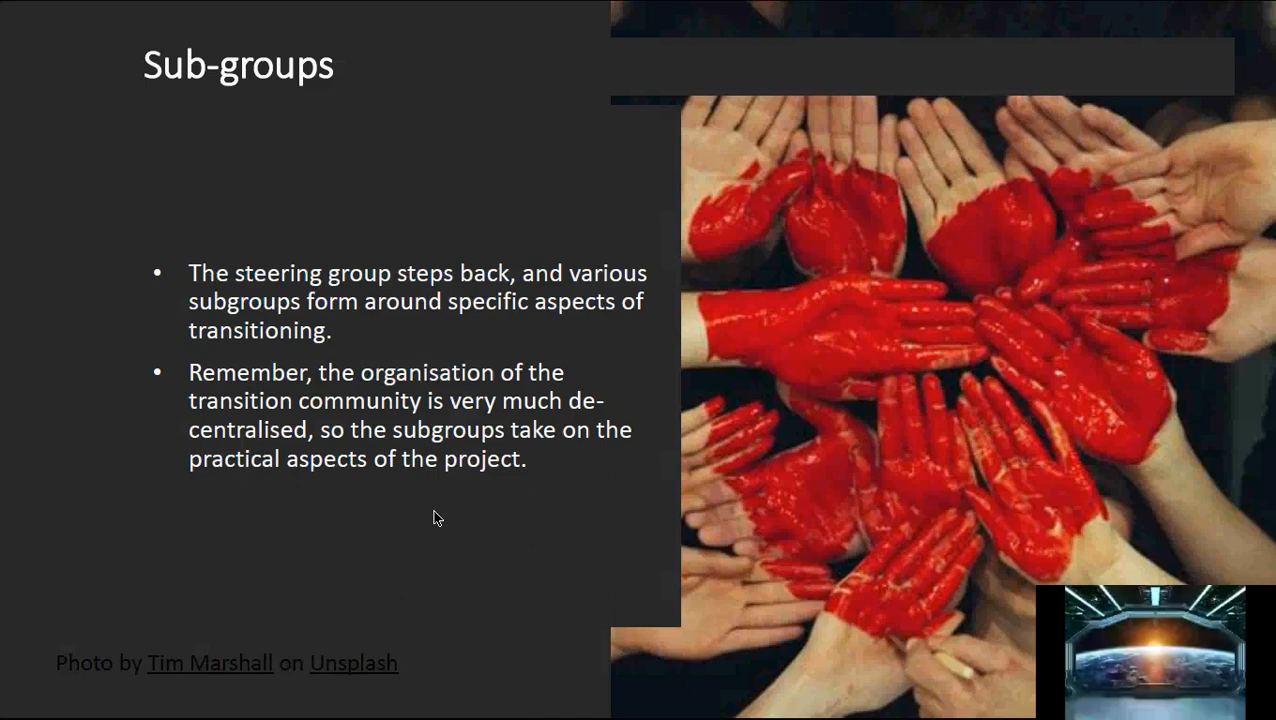 Sub-groups
• The steering group steps back, and various
subgroups form around specific aspects of
transitioning.
• Remember, the organisation of the
transition community is very much de-
centralised, so the subgroups take on the
practical aspects of the project.
Photo by Tim Marshall on Unsplash